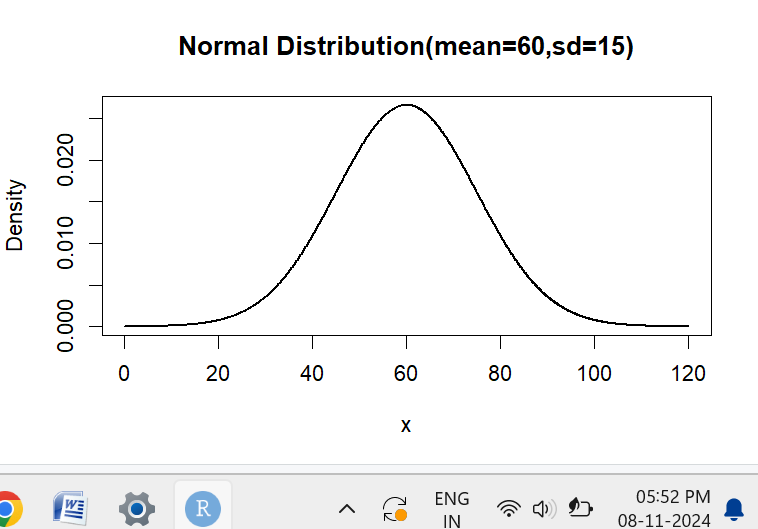 Normal Distribution(mean=60,sd=15)
Density
0.020
0.010
0.000
0 20 40 60 80 100 120
x
W
R
ENG
IN
05:52 PM
08-11-2024